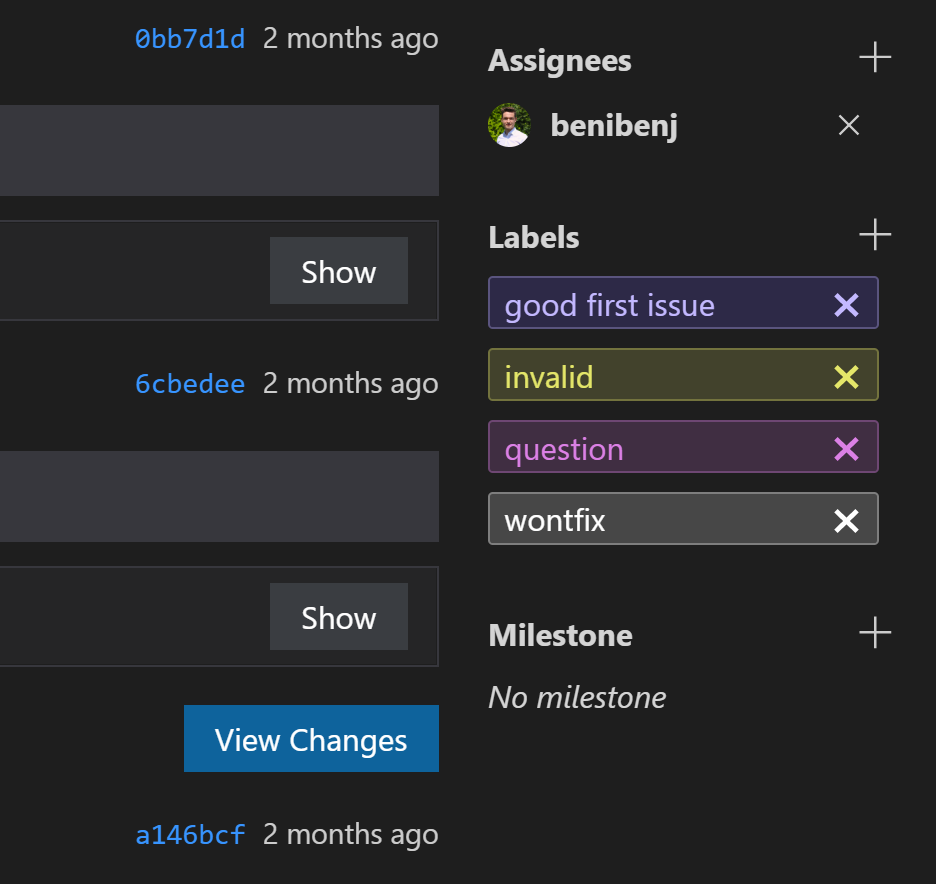 0bb7d1d 2 months ago
Show
6cbedee 2 months ago
Show
View Changes
a146bcf 2 months ago
Assignees
benibenj
Labels
good first issue
invalid
question
wontfix
Milestone
No milestone